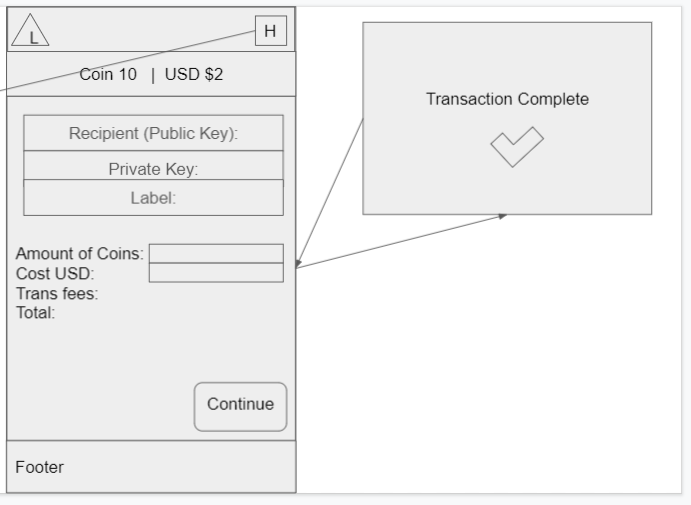 L
H
Coin 10 | USD $2
Recipient (Public Key):
Private Key:
Label:
Amount of Coins:
Cost USD:
Trans fees:
Total:
Continue
Footer
Transaction Complete